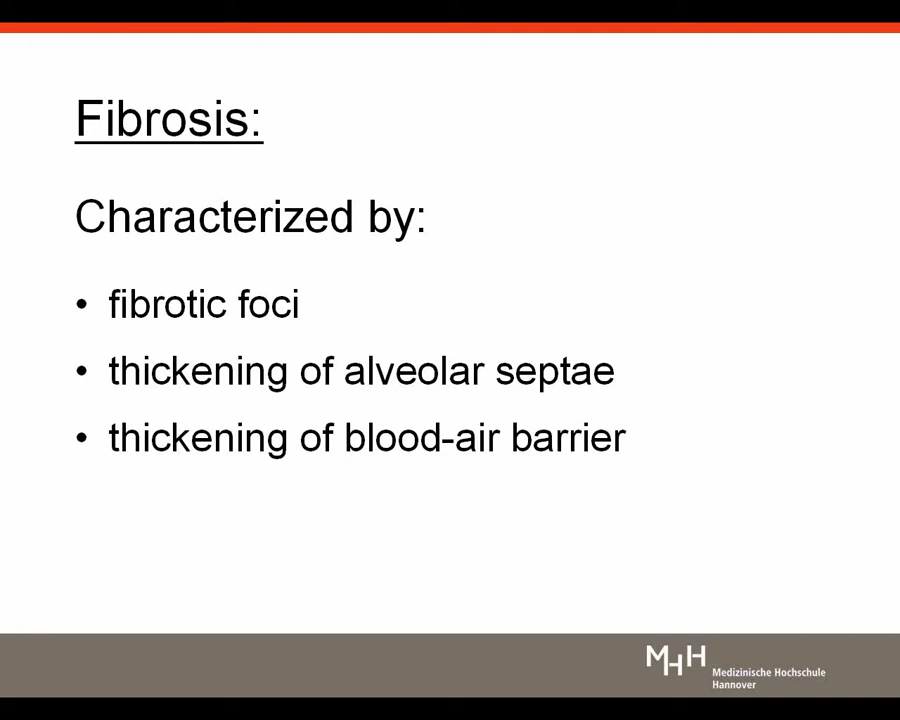 Fibrosis:
Characterized by:
• fibrotic foci
• thickening of alveolar septae
• thickening of blood-air barrier
MHH
Medizinische Hochschule
Hannover